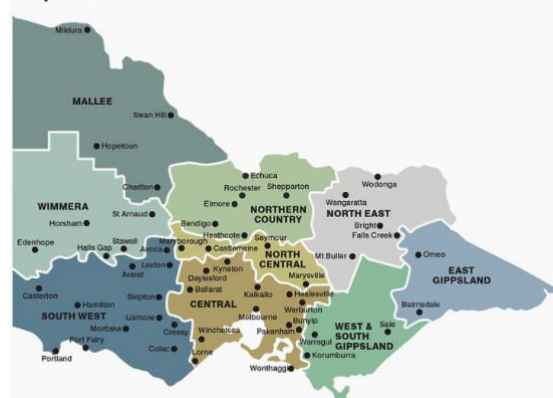 Mildura
MALLEE
Swan Hill
Hopetoun
Charlton
Echuca
Rochester
Shepparton
Elmore
NORTHERN
COUNTRY
Bendigo
Heathcote
Wodonga
Wangaratta
NORTH EAST
Bright
Falls Creek
Mt Buller
WIMMERA
St Arnaud
Horsham
Edenhope
Halls Gap
Stawell
Avoca
Ararat
Lexton
Maryborough
Castlemaine
Seymour
NORTH
CENTRAL
Kyneton
Daylesford
Marysville
Omeo
EAST
GIPPSLAND
Bairnsdale
Casterton
Hamilton
SOUTH WEST
Skipton
Lismore
Mortlake
Cressy
Port Fairy
Portland
Colac
Ballarat
CENTRAL
Kalkallo
Healesville
Melbourne
Warburton
Bunyip
Pakenham
Winchelsea
Lorne
Wonthaggi
WEST &
SOUTH
GIPPSLAND
Sale
Warragul
Korumburra